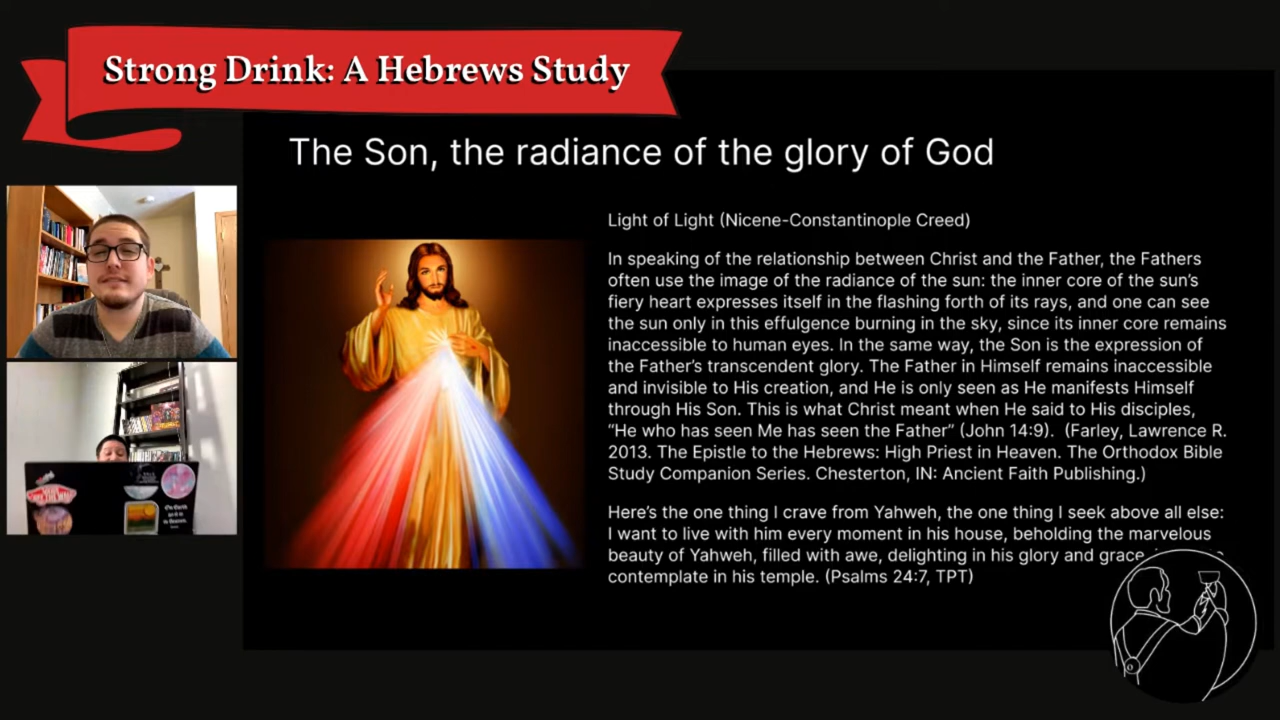 Strong Drink: A Hebrews Study
The Son, the radiance of the glory of God
Light of Light (Nicene-Constantinople Creed)
In speaking of the relationship between Christ and the Father, the Fathers
often use the image of the radiance of the sun: the inner core of the sun's
fiery heart expresses itself in the flashing forth of its rays, and one can see
the sun only in this effulgence burning in the sky, since its inner core remains
inaccessible to human eyes. In the same way, the Son is the expression of
the Father's transcendent glory. The Father in Himself remains inaccessible
and invisible to His creation, and He is only seen as He manifests Himself
through His Son. This is what Christ meant when He said to His disciples,
“He who has seen Me has seen the Father” (John 14:9). (Farley, Lawrence R.
2013. The Epistle to the Hebrews: High Priest in Heaven. The Orthodox Bible
Study Companion Series. Chesterton, IN: Ancient Faith Publishing.)
Here's the one thing I crave from Yahweh, the one thing I seek above all else:
I want to live with him every moment in his house, beholding the marvelous
beauty of Yahweh, filled with awe, delighting in his glory and grace
contemplate in his temple. (Psalms 24:7, TPT)